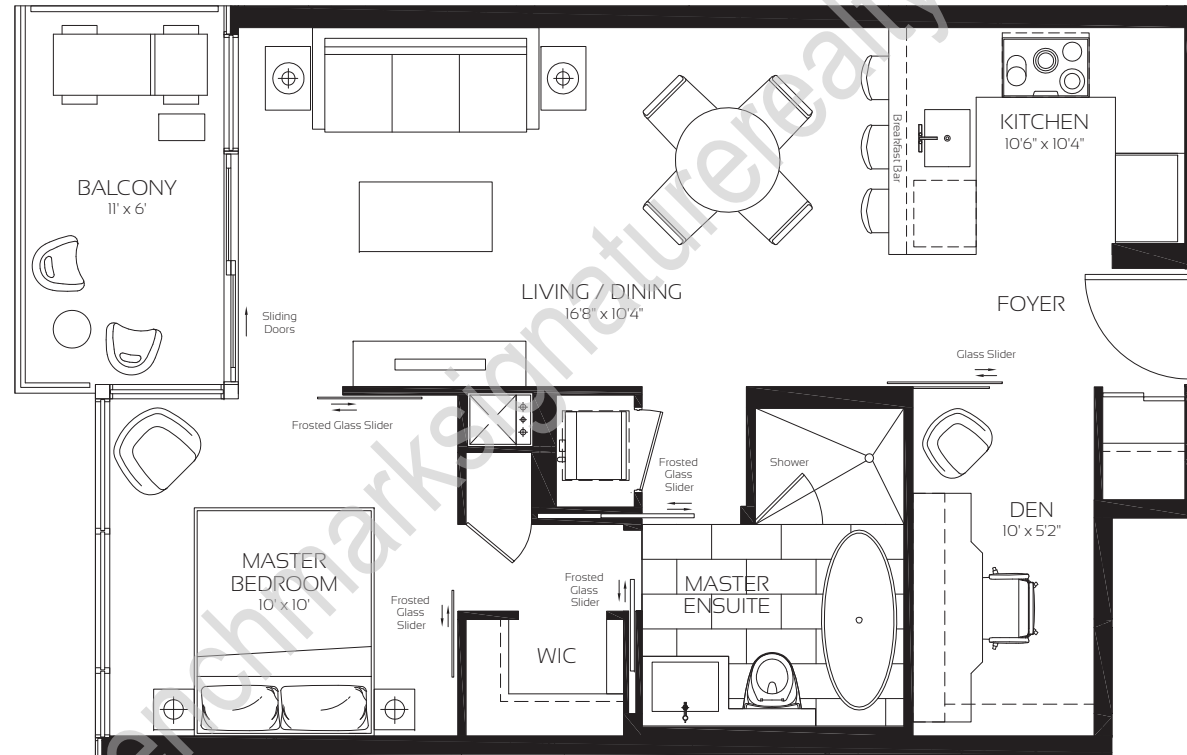 BALCONY
11' x 6'
KITCHEN
10'6" x 10'4"
Breakfast Bar
LIVING / DINING
16'8" x 10'4"
FOYER
Sliding
Doors
Glass Slider
Frosted Glass Slider
Frosted
Glass
Slider
Shower
DEN
10' x 5'2"
MASTER
BEDROOM
10' x 10'
Frosted
Glass
Slider
Frosted
Glass
Slider
MASTER
ENSUITE
WIC
enchmarksignaturerealty